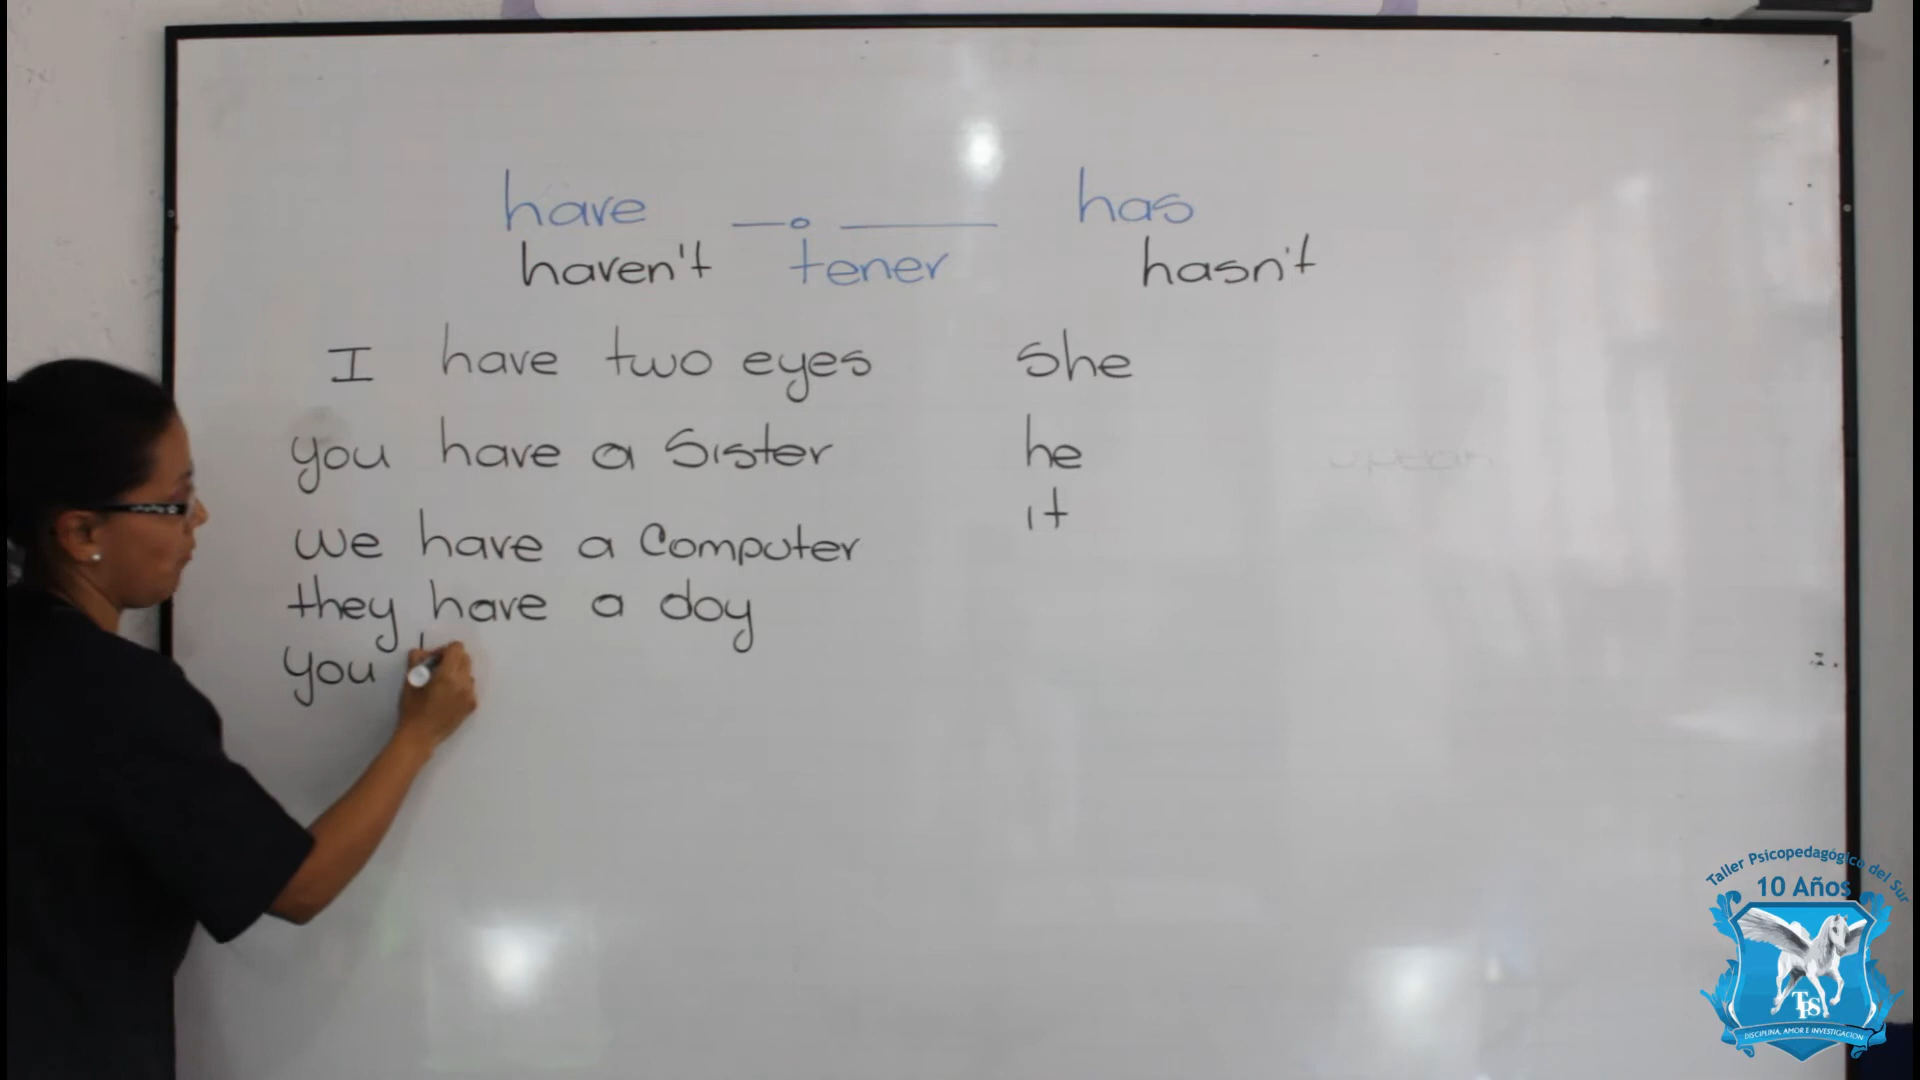 have — o — has
haven't tener hasn't
I have two eyes she
you have a Sister he
it
we have a Computer
they have a doy
you h
Taller Psicopedagógico del Sur
10 Años
TPS
DISCIPLINA, AMOR E INVESTIGACION